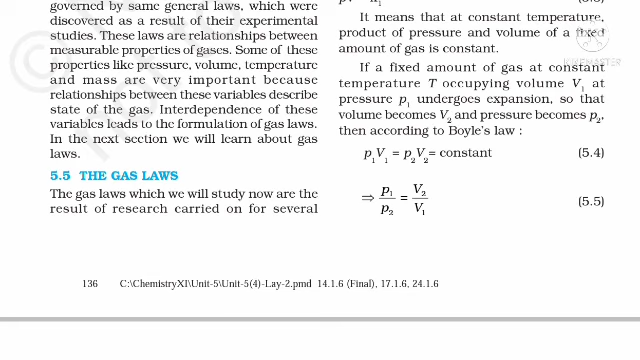 governed by same general laws, which were
discovered as a result of their experimental
studies. These laws are relationships between
measurable properties of gases. Some of these
properties like pressure, volume, temperature
and mass are very important because
relationships between these variables describe
state of the gas. Interdependence of these
variables leads to the formulation of gas laws.
In the next section we will learn about gas
laws.
5.5 THE GAS LAWS
The gas laws which we will study now are the
result of research carried on for several
It means that at constant temperature,
product of pressure and volume of a fixed
amount of gas is constant.
If a fixed amount of gas at constant
temperature T occupying volume V₁ at
pressure p₁ undergoes expansion, so that
volume becomes V₂ and pressure becomes p₂,
then according to Boyle's law :
p₁V₁ = p₂V₂= constant (5.4)
⇒ p₁/p₂ = V₂/V₁ (5.5)
136 C:\ChemistryXI\Unit-5\Unit-5(4)-Lay-2.pmd 14.1.6 (Final), 17.1.6, 24.1.6
KINEMASTER